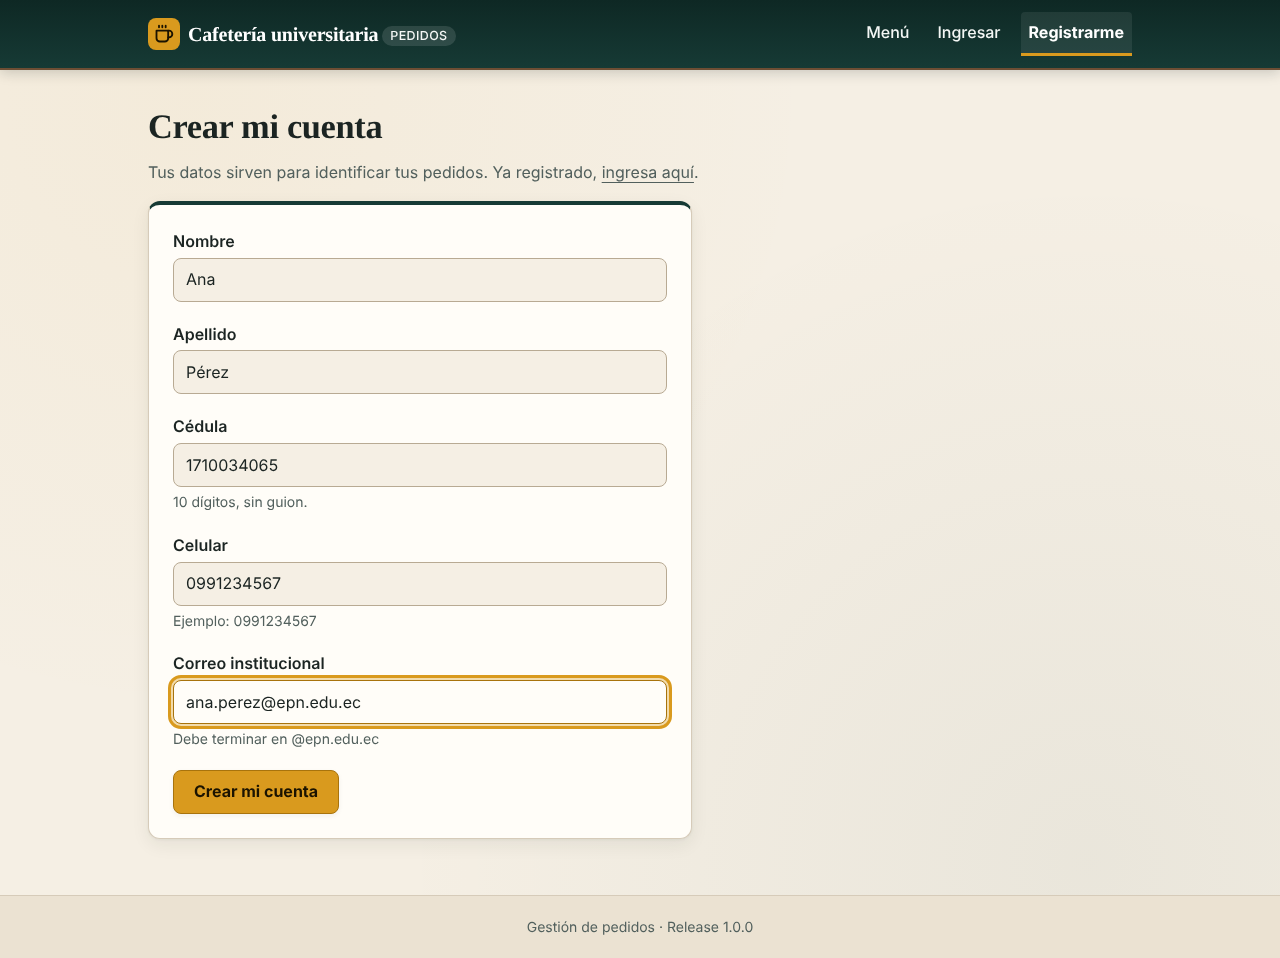 Cafetería universitaria PEDIDOS
Menú Ingresar Registrarme
Crear mi cuenta
Tus datos sirven para identificar tus pedidos. Ya registrado, ingresa aquí.
Nombre
Ana
Apellido
Pérez
Cédula
1710034065
10 dígitos, sin guion.
Celular
0991234567
Ejemplo: 0991234567
Correo institucional
ana.perez@epn.edu.ec
Debe terminar en @epn.edu.ec
Crear mi cuenta
Gestión de pedidos · Release 1.0.0